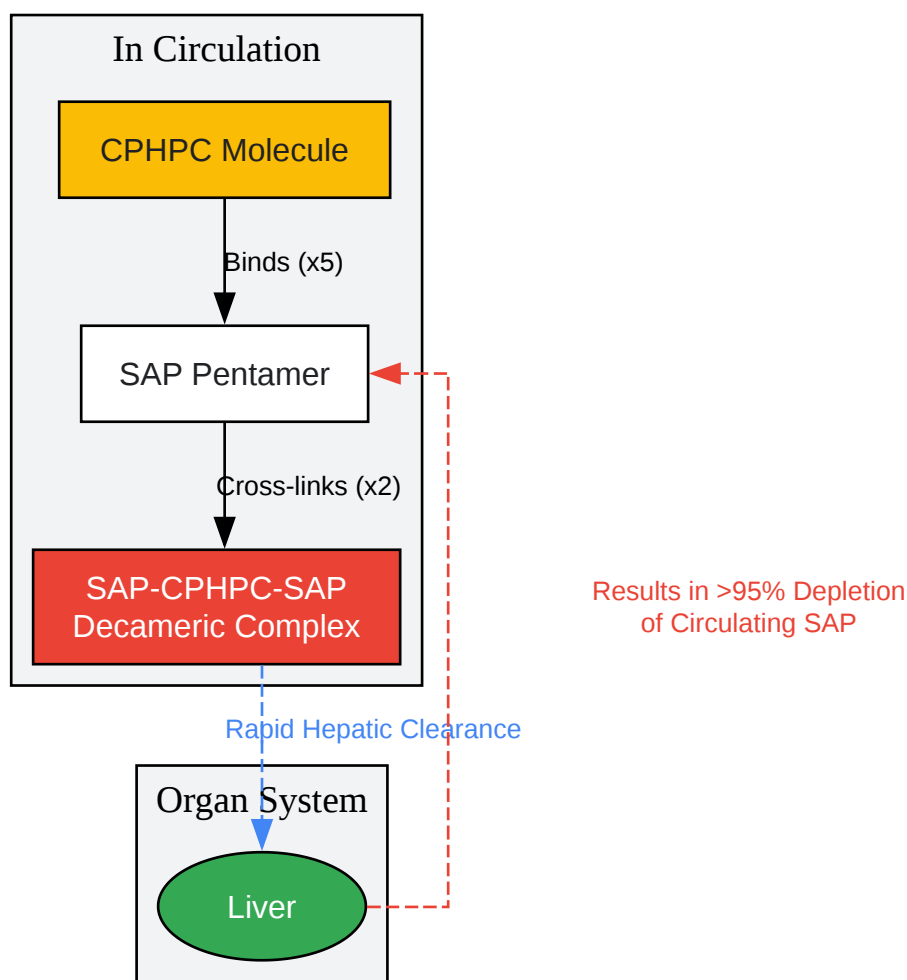 In Circulation
CPHPC Molecule
Binds (x5)
SAP Pentamer
Cross-links (x2)
SAP-CPHPC-SAP
Decameric Complex
Results in >95% Depletion
of Circulating SAP
Rapid Hepatic Clearance
Organ System
Liver